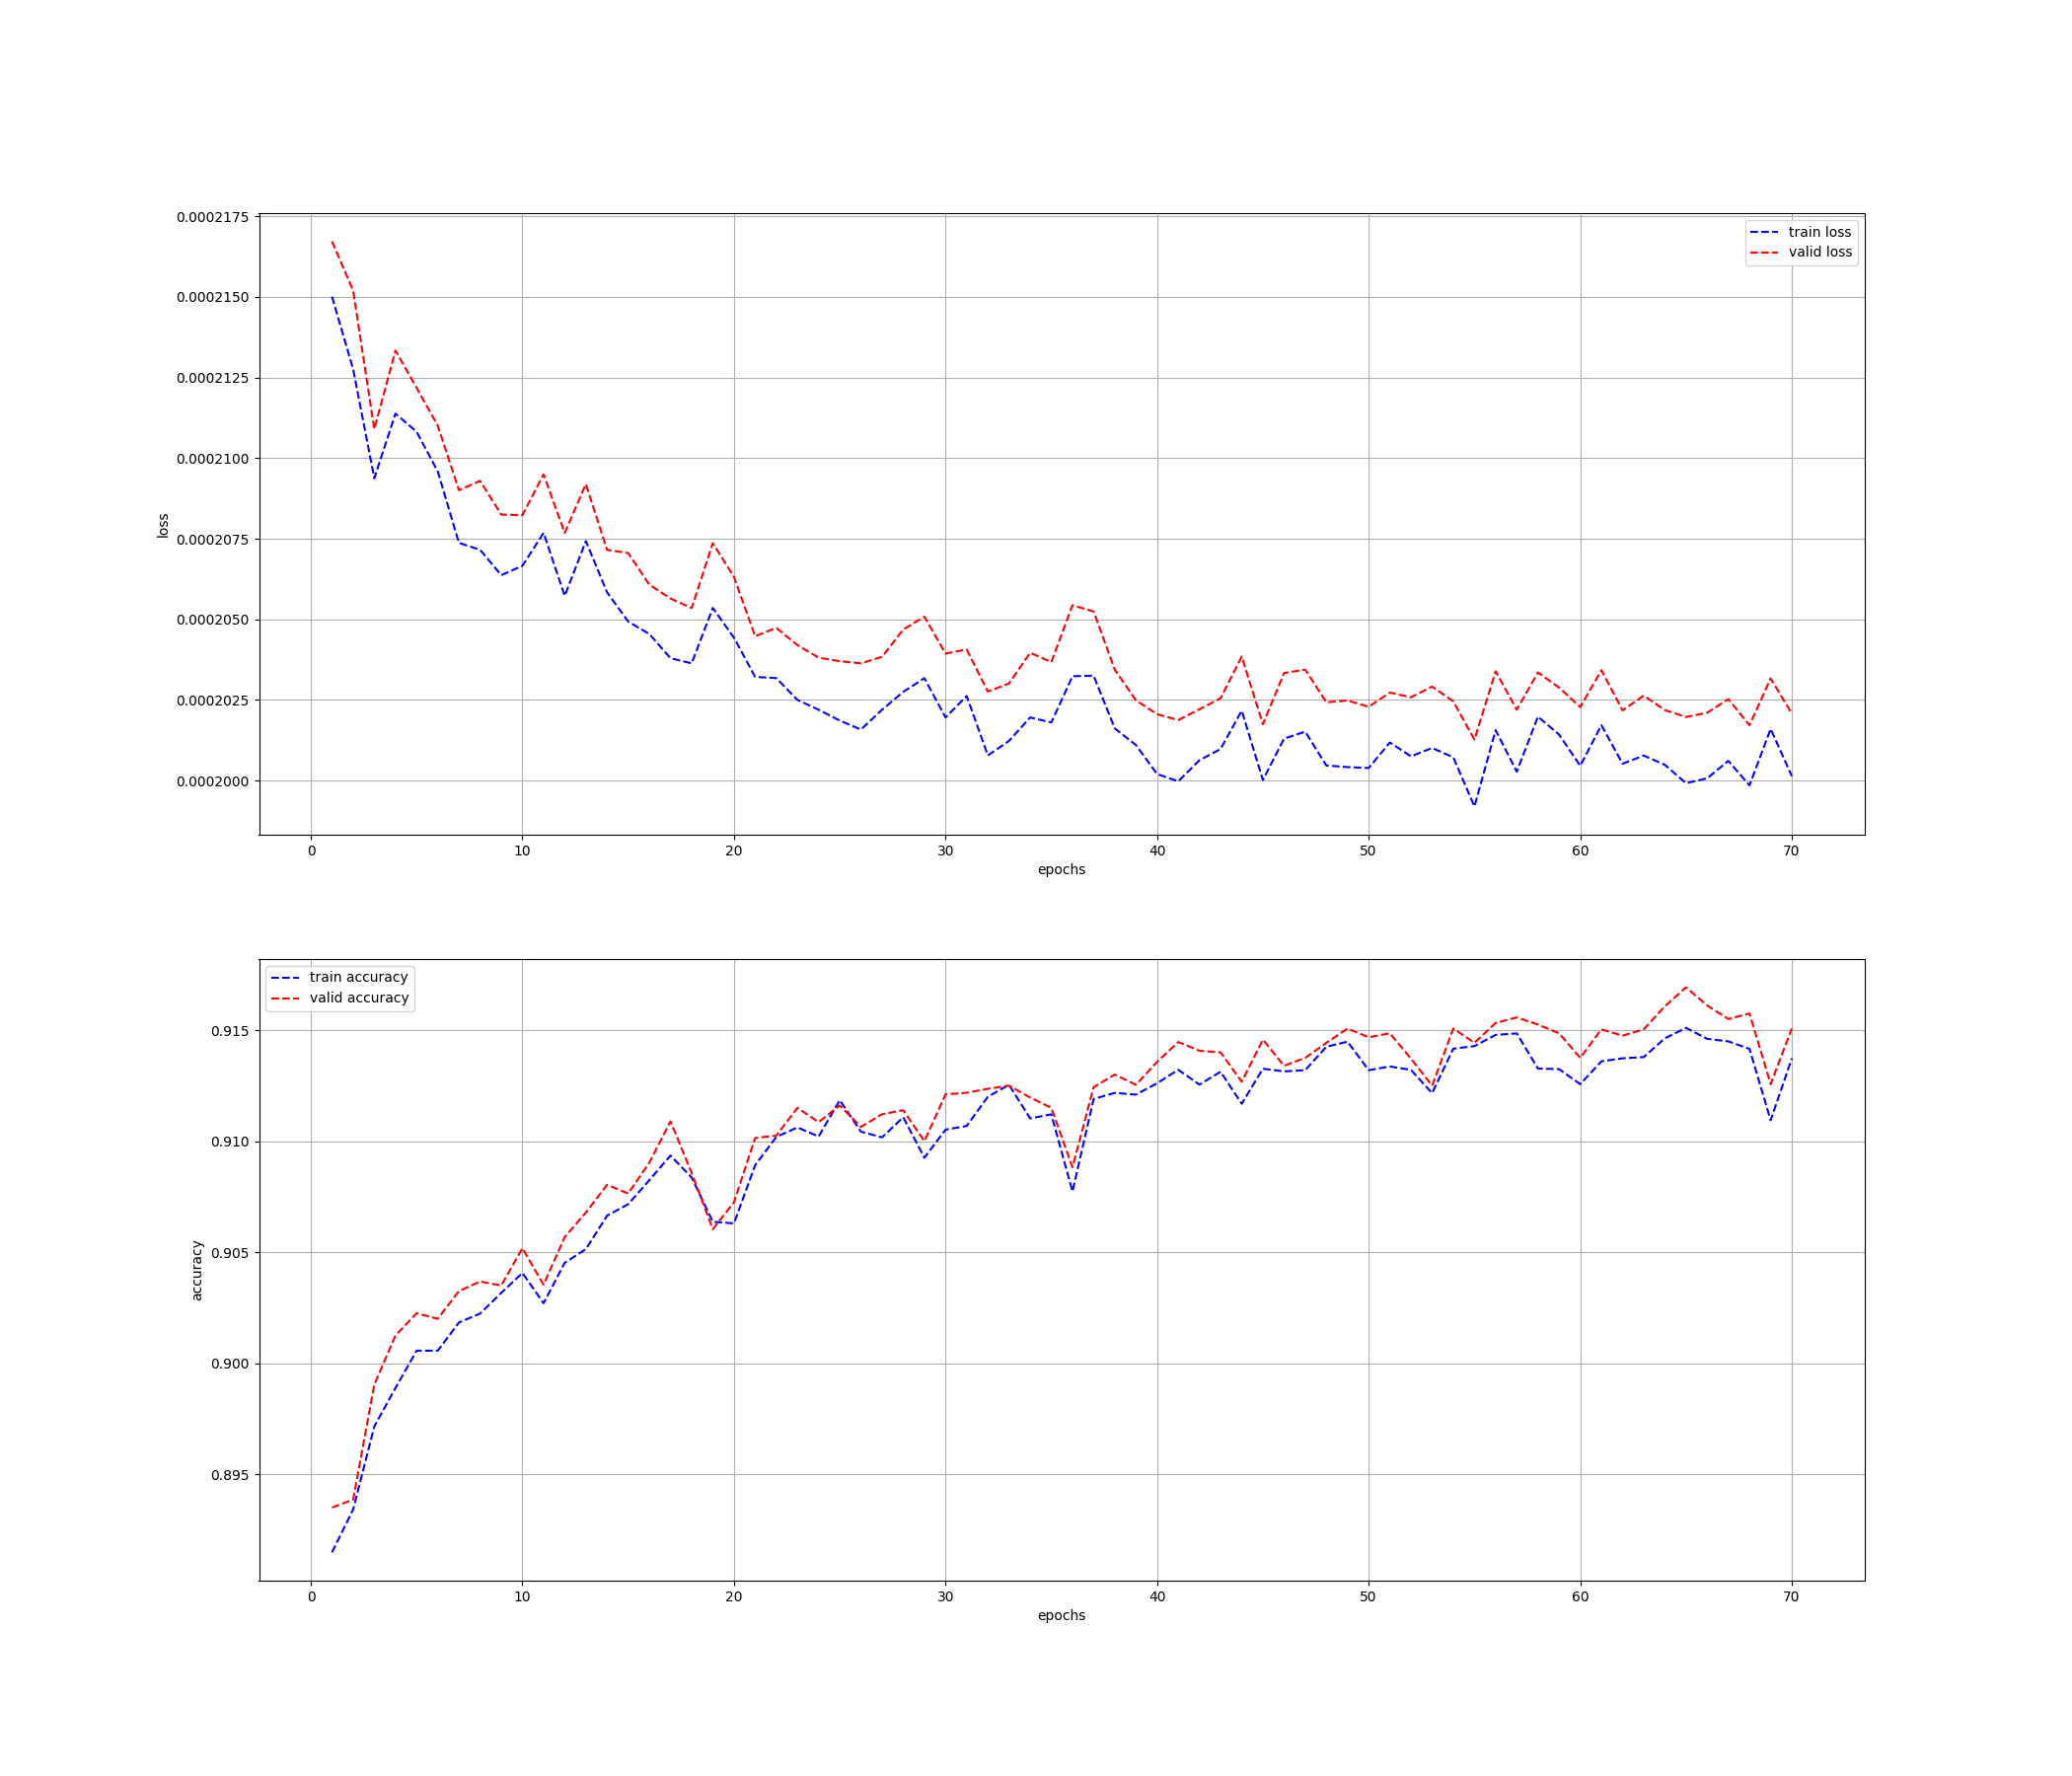 0.0002175
0.0002150
0.0002125
0.0002100
0.0002075
0.0002050
0.0002025
0.0002000
loss
train loss
valid loss
0 10 20 30 40 50 60 70
epochs
train accuracy
valid accuracy
0.915
0.910
0.905
0.900
0.895
accuracy
0 10 20 30 40 50 60 70
epochs